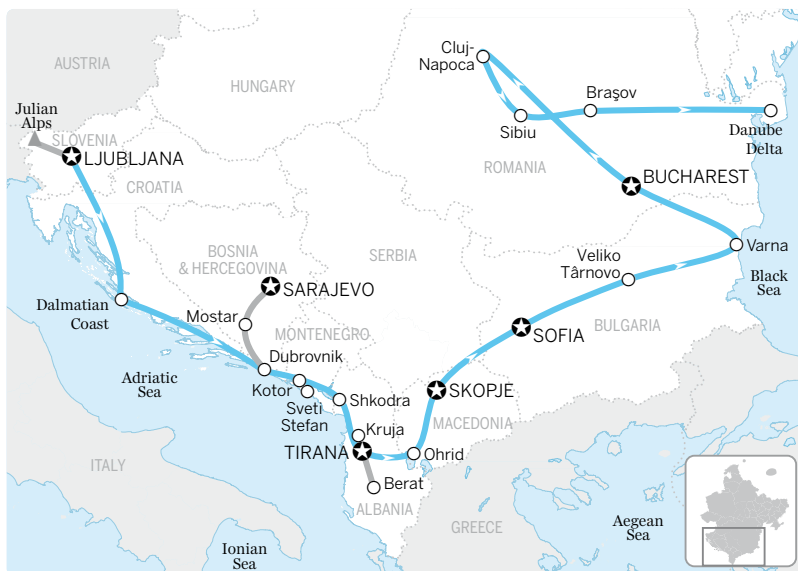 AUSTRIA
HUNGARY
Cluj-
Napoca
Julian
Alps
SLOVENIA
LJUBLJANA
Braşov
Sibiu
Danube
Delta
ROMANIA
CROATIA
BUCHAREST
BOSNIA
& HERCEGOVINA
SERBIA
Varna
Veliko
Târnovo
Black
Sea
SARAJEVO
Dalmatian
Coast
Mostar
MONTENEGRO
SOFIA
BULGARIA
Dubrovnik
Adriatic
Sea
Kotor
Sveti
Stefan
Shkodra
SKOPJE
MACEDONIA
Kruja
TIRANA
Ohrid
ITALY
Berat
ALBANIA
GREECE
Aegean
Sea
Ionian
Sea